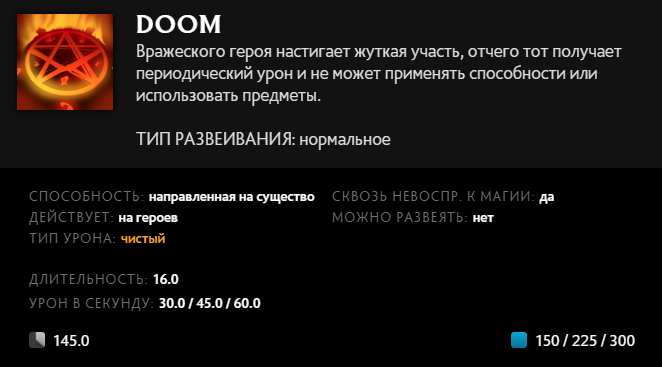 DOOM
Вражеского героя настигает жуткая участь, отчего тот получает
периодический урон и не может применять способности или
использовать предметы.
ТИП РАЗВЕИВАНИЯ: нормальное
СПОСОБНОСТЬ: направленная на существо
ДЕЙСТВУЕТ: на героев
ТИП УРОНА: чистый
СКВОЗЬ НЕВОСПР. К МАГИИ: да
МОЖНО РАЗВЕЯТЬ: нет
ДЛИТЕЛЬНОСТЬ: 16.0
УРОН В СЕКУНДУ: 30.0 / 45.0 / 60.0
145.0
150 / 225 / 300